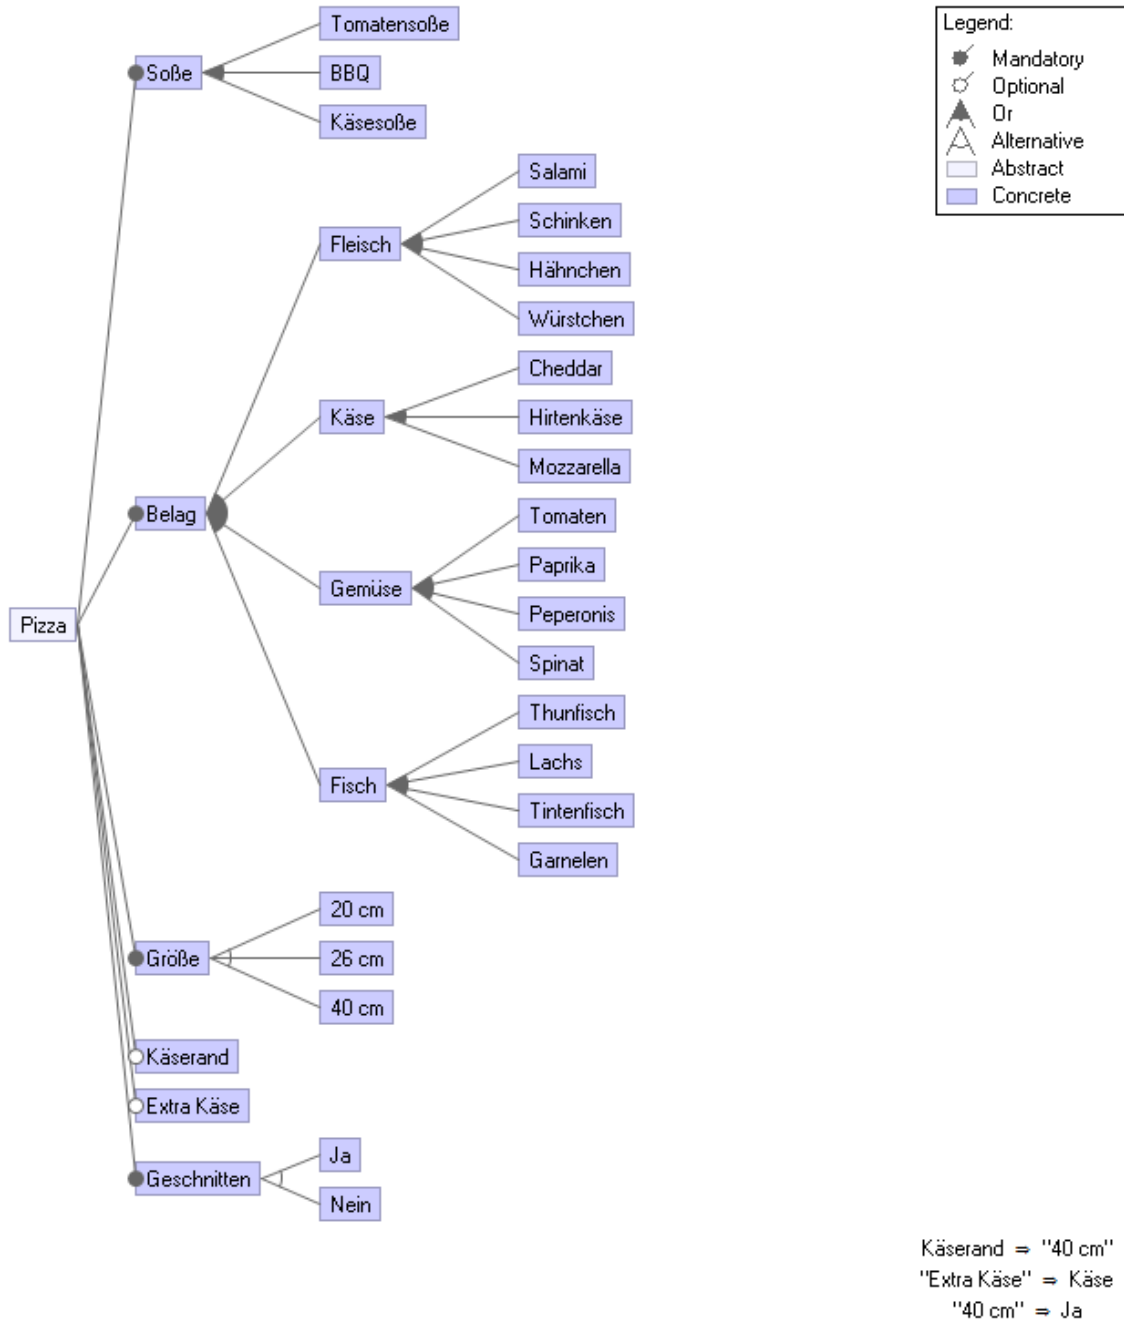 Legend:
Mandatory
Optional
Or
Alternative
Abstract
Concrete
Pizza
Soße
Tomatensoße
BBQ
Käsesoße
Belag
Fleisch
Salami
Schinken
Hähnchen
Würstchen
Käse
Cheddar
Hirtenkäse
Mozzarella
Gemüse
Tomaten
Paprika
Peperonis
Spinat
Fisch
Thunfisch
Lachs
Tintenfisch
Garnelen
Größe
20 cm
26 cm
40 cm
Käserand
Extra Käse
Geschnitten
Ja
Nein
Käserand ⇒ "40 cm"
"Extra Käse" ⇒ Käse
"40 cm" ⇒ Ja